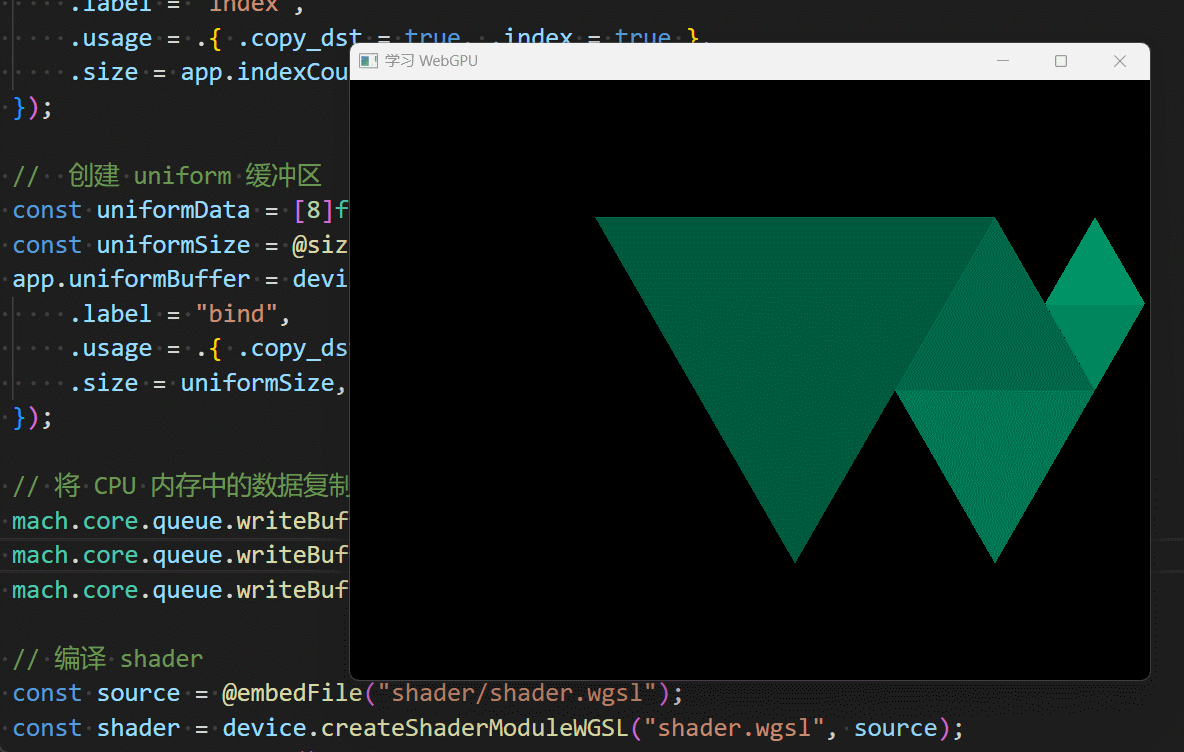 .label = "index",
.usage = .{ .copy_dst = true, .index = true },
.size = app.indexCou
});
// 创建 uniform 缓冲区
const uniformData = [8]f
const uniformSize = @siz
app.uniformBuffer = devi
.label = "bind",
.usage = .{ .copy_ds
.size = uniformSize,
});
// 将 CPU 内存中的数据复制
mach.core.queue.writeBuf
mach.core.queue.writeBuf
mach.core.queue.writeBuf
// 编译 shader
const source = @embedFile("shader/shader.wgsl");
const shader = device.createShaderModuleWGSL("shader.wgsl", source);
学习 WebGPU